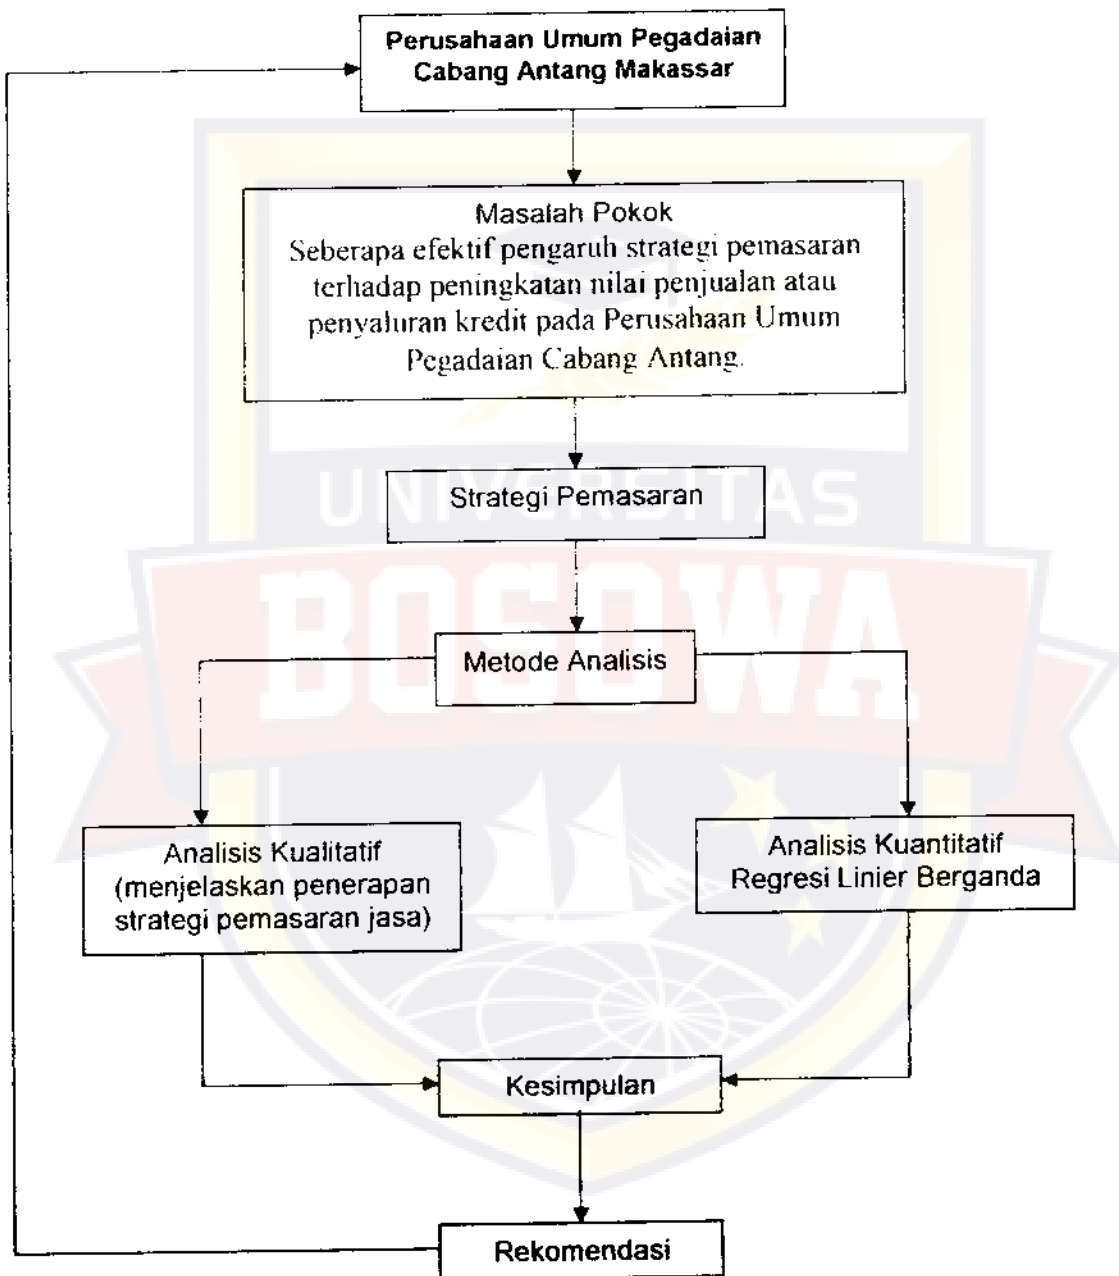 Perusahaan Umum Pegadaian
Cabang Antang Makassar
Masalah Pokok
Seberapa efektif pengaruh strategi pemasaran
terhadap peningkatan nilai penjualan atau
penyaluran kredit pada Perusahaan Umum
Pegadaian Cabang Antang.
Strategi Pemasaran
UNIVERSITAS
BOSOWA
Metode Analisis
Analisis Kualitatif
(menjelaskan penerapan
strategi pemasaran jasa)
Analisis Kuantitatif
Regresi Linier Berganda
Kesimpulan
Rekomendasi